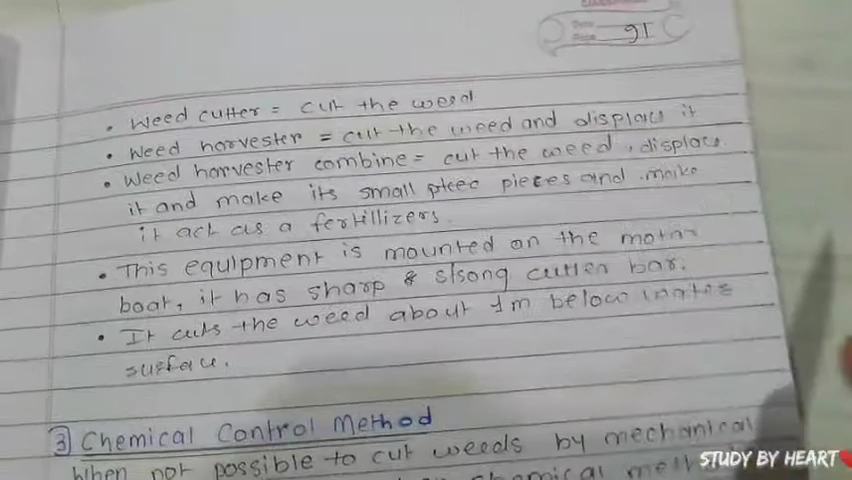 Date
Page 91
• Weed cutter = cut the weed
• Weed harvester = cut the weed and displace it
• Weed harvester combine = cut the weed, displace
it and make its small pieces and make
it act as a fertillizers.
• This equipment is mounted on the motor
boat, it has sharp & strong cutter bar.
• It cuts the weed about 1m below water
surface.
3 Chemical Control Method
When not possible to cut weeds by mechanical
chemical
STUDY BY HEART